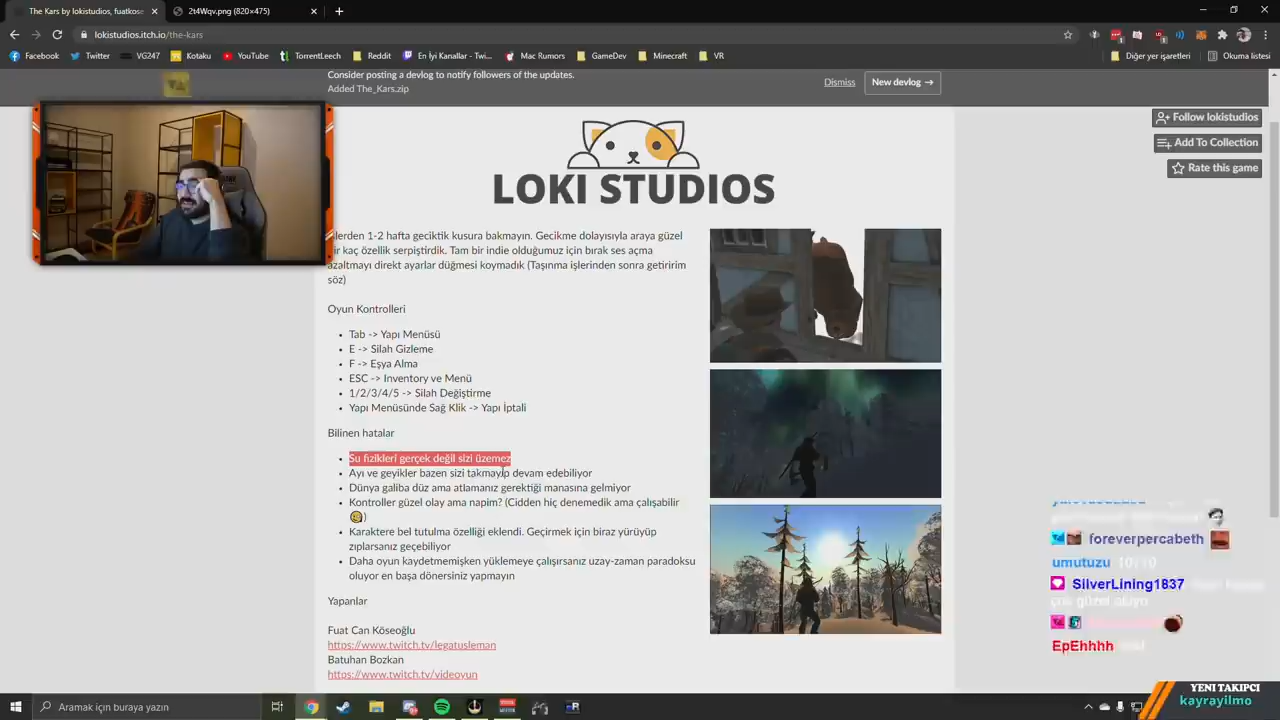 The Kars by lokistudios, fuatkose
2t4Wqv.png (820×475)
lokistudios.itch.io/the-kars
Facebook
Twitter
VG247
Kotaku
YouTube
TorrentLeech
Reddit
En İyi Kanallar - Twi...
Mac Rumors
GameDev
Minecraft
VR
Diğer yer işaretleri
Okuma listesi
Consider posting a devlog to notify followers of the updates.
Added The_Kars.zip
Dismiss
New devlog →
Follow lokistudios
Add To Collection
Rate this game
LOKI STUDIOS
1-2 hafta geciktik kusura bakmayın. Gecikme dolayısıyla araya güzel
kaç özellik serpiştirdik. Tam bir indie olduğumuz için bırak ses açma
azaltmayı direkt ayarlar düğmesi koymadık (Taşınma işlerinden sonra getiririm
söz)
Oyun Kontrolleri
• Tab -> Yapı Menüsü
• E -> Silah Gizleme
• F -> Eşya Alma
• ESC -> Inventory ve Menü
• 1/2/3/4/5 -> Silah Değiştirme
• Yapı Menüsünde Sağ Klik -> Yapı İptali
Bilinen hatalar
• Su fizikleri gerçek değil sizi üzemez
• Ayı ve geyikler bazen sizi takmayıp devam edebiliyor
• Dünya galiba düz ama atlamanız gerektiği manasına gelmiyor
• Kontroller güzel olay ama napim? (Cidden hiç denemedik ama çalışabilir
)
• Karaktere bel tutulma özelliği eklendi. Geçirmek için biraz yürüyüp
zıplarsanız geçebiliyor
• Daha oyun kaydetmemişken yüklemeye çalışırsanız uzay-zaman paradoksu
oluyor en başa dönersiniz yapmayın
Yapanlar
Fuat Can Köseoğlu
https://www.twitch.tv/legatusleman
Batuhan Bozkan
https://www.twitch.tv/videoyun
foreverpercabeth
umutuzu 10/10
SilverLining1837
çok güzel oluyo
EpEhhhh
Aramak için buraya yazın
YENİ TAKİPÇİ
kayrayilmo